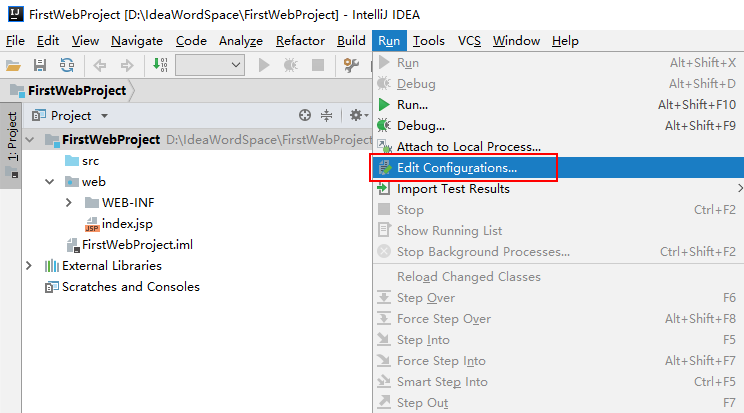 FirstWebProject [D:\IdeaWordSpace\FirstWebProject] - IntelliJ IDEA
File Edit View Navigate Code Analyze Refactor Build Run Tools VCS Window Help
FirstWebProject
1: Project
Project
FirstWebProject D:\IdeaWordSpace\FirstWebProject
src
web
WEB-INF
index.jsp
FirstWebProject.iml
External Libraries
Scratches and Consoles
Run Alt+Shift+X
Debug Alt+Shift+D
Run... Alt+Shift+F10
Debug... Alt+Shift+F9
Attach to Local Process...
Edit Configurations...
Import Test Results
Stop Ctrl+F2
Show Running List
Stop Background Processes... Ctrl+Shift+F2
Reload Changed Classes
Step Over F6
Force Step Over Alt+Shift+F8
Step Into F5
Force Step Into Alt+Shift+F7
Smart Step Into Ctrl+F5
Step Out F7